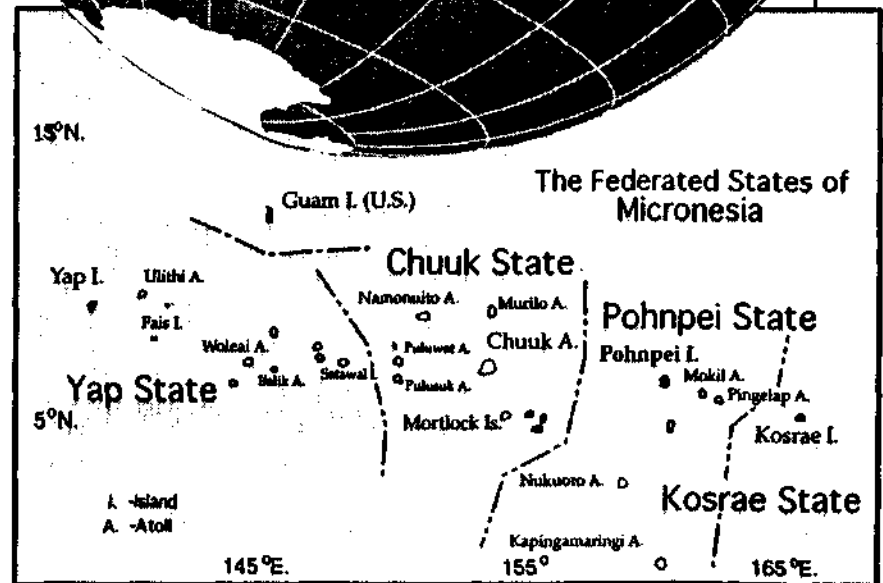 15°N.
The Federated States of
Micronesia
Guam I. (U.S.)
Chuuk State
Yap I.
Ulithi A.
Namonuito A.
Murilo A.
Fais I.
Pohnpei State
Woleai A.
Puluwat A.
Chuuk A.
Pohnpei I.
Satawal I.
Mokil A.
Yap State
Pulusuk A.
Pingelap A.
5°N.
Mortlock Is.
Kosrae I.
Nukuoro A.
Kosrae State
I. -Island
A. -Atoll
Kapingamaringi A.
145°E.
155°
165°E.